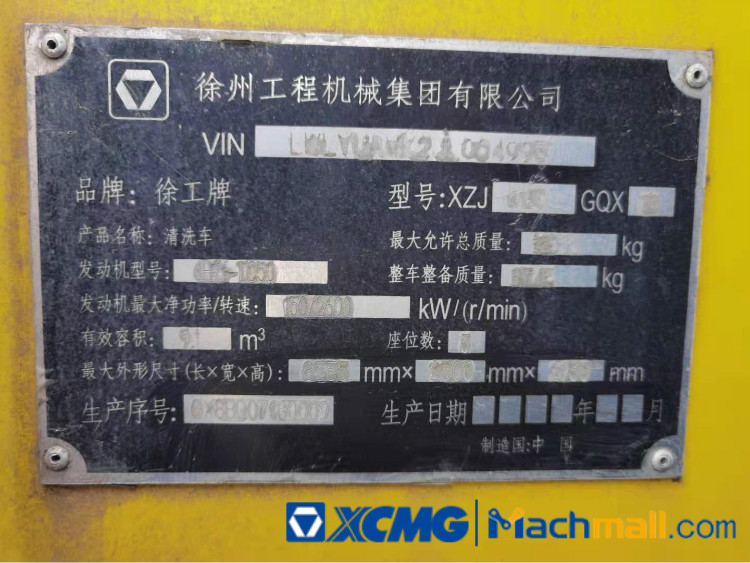 徐州工程机械集团有限公司
VIN
品牌: 徐工牌 型号:XZJ GQX
产品名称: 清洗车 最大允许总质量: kg
发动机型号: 整车整备质量: kg
发动机最大净功率/转速: kW/(r/min)
有效容积: m³ 座位数:
最大外形尺寸(长×宽×高): mm× mm× mm
生产序号: 生产日期 年 月
制造国:中 国
XCMG Machmall.com